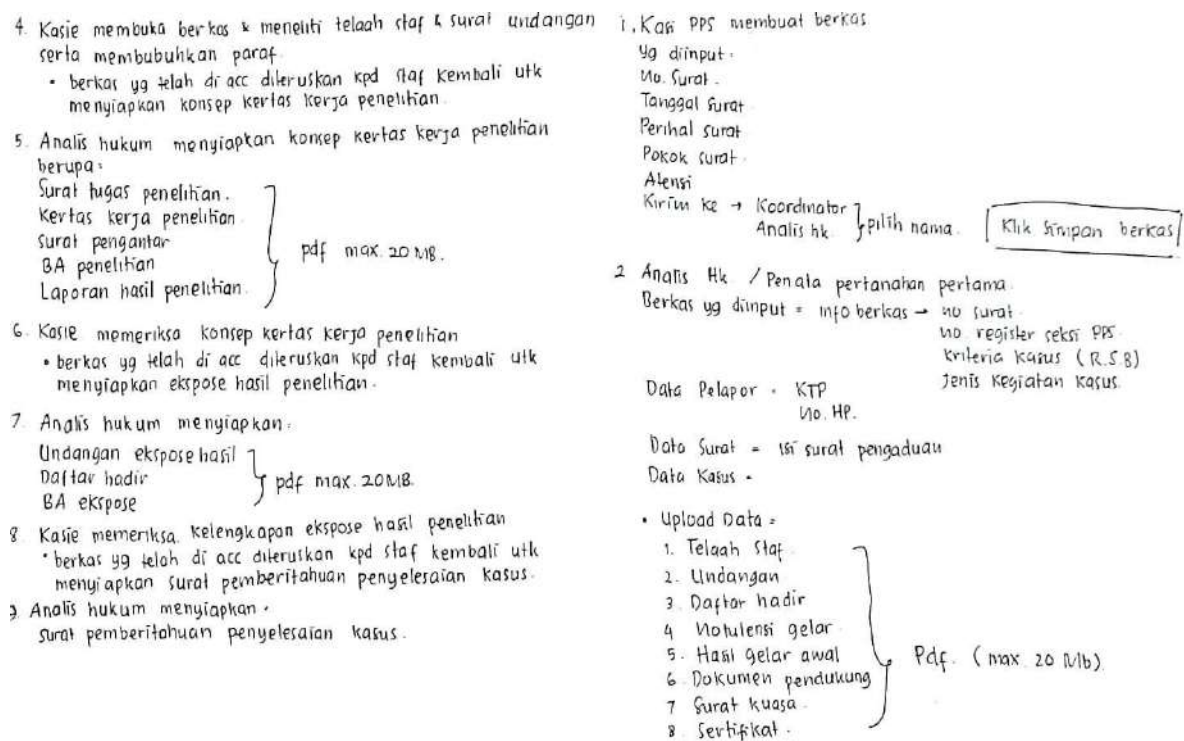 4. Kasie membuka berkas & meneliti telaah staf & surat undangan
serta membubuhkan paraf.
• berkas yg telah di acc diteruskan kpd staf kembali utk
menyiapkan konsep kertas kerja penelitian.
5. Analis hukum menyiapkan konsep kertas kerja penelitian
berupa:
Surat tugas penelitian.
Kertas kerja penelitian
Surat pengantar
BA penelitian
Laporan hasil penelitian.
pdf max. 20 MB.
6. Kasie memeriksa konsep kertas kerja penelitian
• berkas yg telah di acc diteruskan kpd staf kembali utk
menyiapkan ekspose hasil penelitian.
7. Analis hukum menyiapkan:
Undangan ekspose hasil
Daftar hadir
BA ekspose
pdf max. 20MB.
8 Kasie memeriksa. kelengkapan ekspose hasil penelitian
• berkas yg telah di acc diteruskan kpd staf kembali utk
menyiapkan surat pemberitahuan penyelesaian kasus.
9. Analis hukum menyiapkan.
surat pemberitahuan penyelesaian kasus.
1. Kasi PPS membuat berkas
yg diinput:
No. Surat.
Tanggal surat
Perihal surat
Pokok surat.
Atensi
Kirim ke → Koordinator
Analis hk.
pilih nama.
Klik simpan berkas
2 Analis Hk. / Penata pertanahan pertama.
Berkas yg diinput = info berkas → no surat.
no. register seksi PPS.
kriteria kasus (R.S.B)
Jenis kegiatan kasus.
Data Pelapor. KTP
No. HP.
Data Surat = isi surat pengaduan
Data Kasus -
• Upload Data =
1. Telaah Staf.
2. Undangan
3. Daftar hadir
4 Notulensi gelar.
5. Hasil gelar awal
6. Dokumen pendukung
7 Surat kuasa.
8. Sertifikat.
Pdf. (max. 20 Mb)